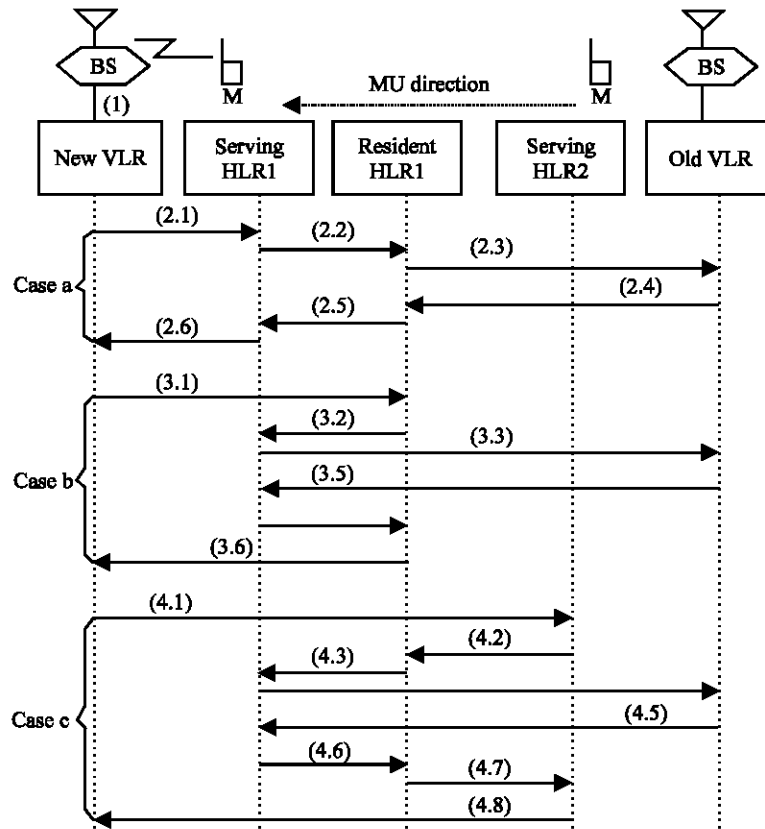 BS
BS
M
MU direction
M
(1)
New VLR
Serving
HLR1
Resident
HLR1
Serving
HLR2
Old VLR
(2.1)
(2.2)
(2.3)
Case a
(2.4)
(2.5)
(2.6)
(3.1)
(3.2)
(3.3)
Case b
(3.5)
(3.6)
(4.1)
(4.2)
(4.3)
Case c
(4.5)
(4.6)
(4.7)
(4.8)